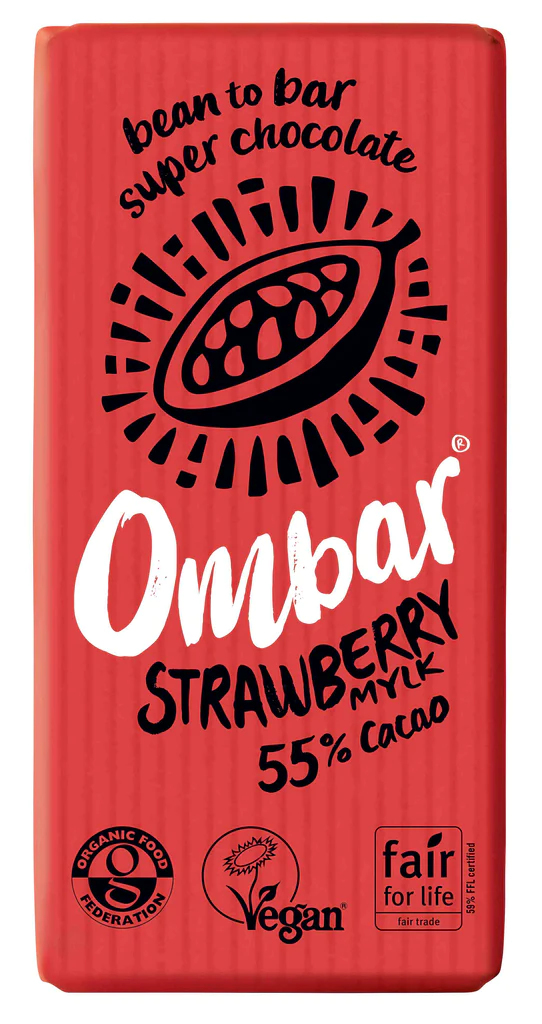 bean to bar
super chocolate
Ombar®
STRAWBERRY
MYLK
55% Cacao
ORGANIC FOOD
g
FEDERATION
Vegan®
fair
for life
fair trade
59% FFL certified